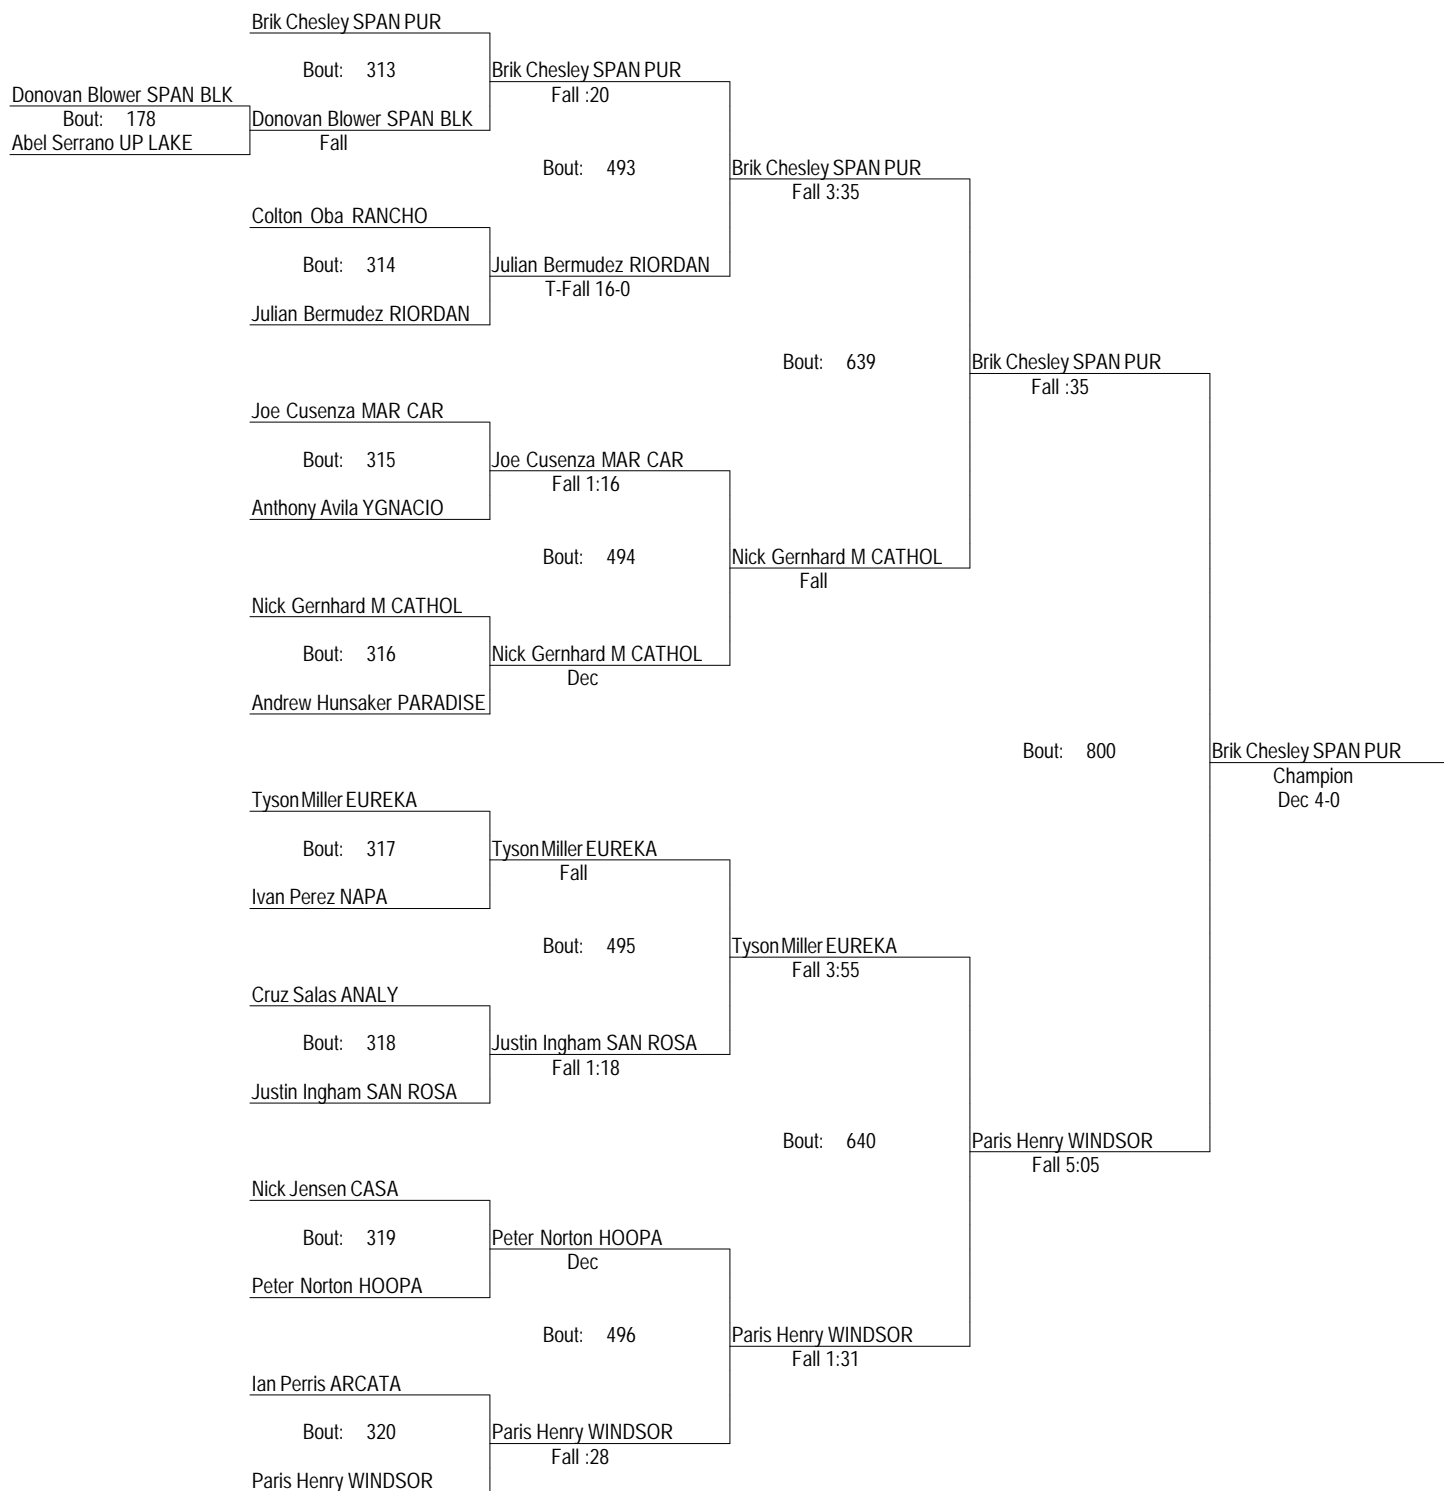 Brik Chesley SPAN PUR
Bout: 313
Brik Chesley SPAN PUR
Fall :20
Donovan Blower SPAN BLK
Bout: 178
Abel Serrano UP LAKE
Donovan Blower SPAN BLK
Fall
Bout: 493
Brik Chesley SPAN PUR
Fall 3:35
Colton Oba RANCHO
Bout: 314
Julian Bermudez RIORDAN
T-Fall 16-0
Julian Bermudez RIORDAN
Bout: 639
Brik Chesley SPAN PUR
Fall :35
Joe Cusenza MAR CAR
Bout: 315
Joe Cusenza MAR CAR
Fall 1:16
Anthony Avila YGNACIO
Bout: 494
Nick Gernhard M CATHOL
Fall
Nick Gernhard M CATHOL
Bout: 316
Nick Gernhard M CATHOL
Dec
Andrew Hunsaker PARADISE
Bout: 800
Brik Chesley SPAN PUR
Champion
Dec 4-0
Tyson Miller EUREKA
Bout: 317
Tyson Miller EUREKA
Fall
Ivan Perez NAPA
Bout: 495
Tyson Miller EUREKA
Fall 3:55
Cruz Salas ANALY
Bout: 318
Justin Ingham SAN ROSA
Fall 1:18
Justin Ingham SAN ROSA
Bout: 640
Paris Henry WINDSOR
Fall 5:05
Nick Jensen CASA
Bout: 319
Peter Norton HOOPA
Dec
Peter Norton HOOPA
Bout: 496
Paris Henry WINDSOR
Fall 1:31
Ian Perris ARCATA
Bout: 320
Paris Henry WINDSOR
Fall :28
Paris Henry WINDSOR